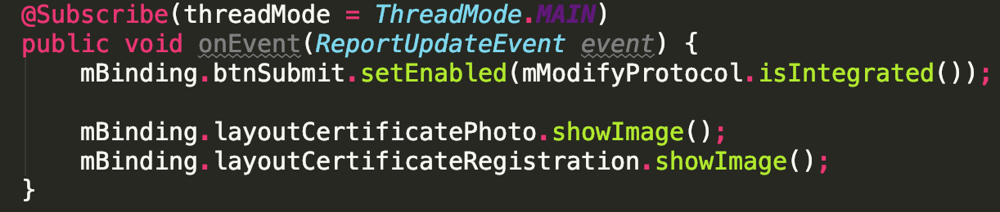 @Subscribe(threadMode = ThreadMode.MAIN)
public void onEvent(ReportUpdateEvent event) {
    mBinding.btnSubmit.setEnabled(mModifyProtocol.isIntegrated());

    mBinding.layoutCertificatePhoto.showImage();
    mBinding.layoutCertificateRegistration.showImage();
}